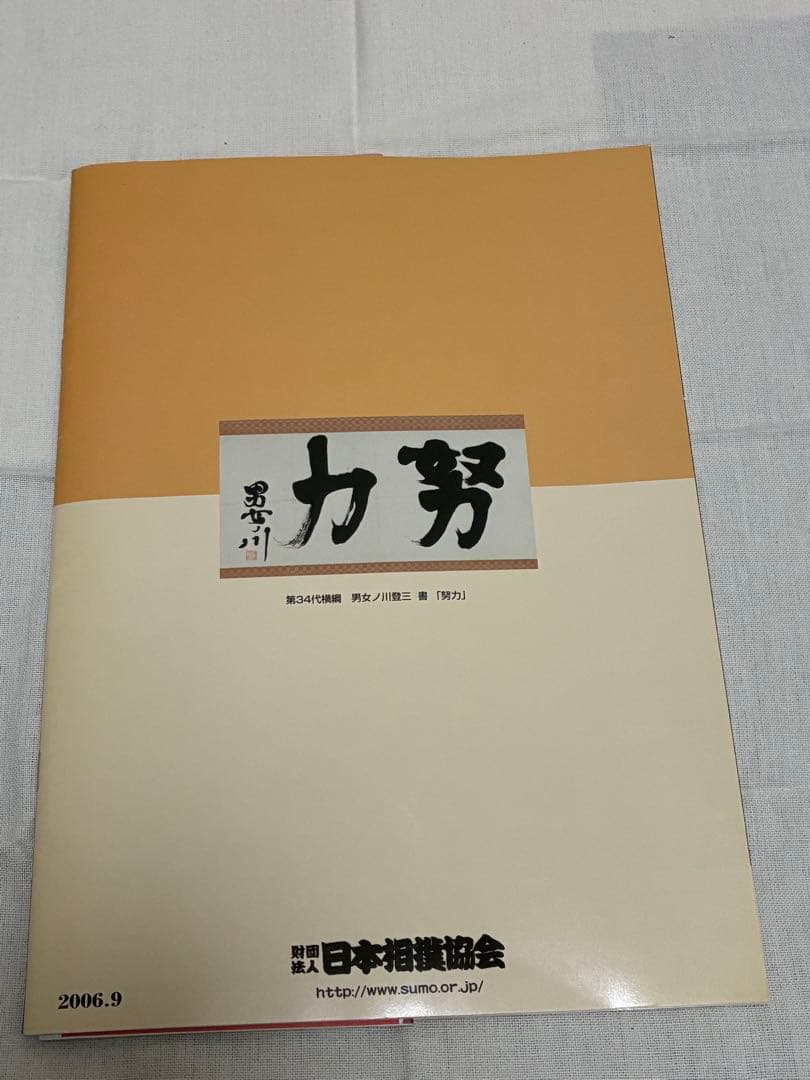 努力
男女ノ川
第34代横綱 男女ノ川登三 書 「努力」
財団法人 日本相撲協会
http://www.sumo.or.jp/
2006.9